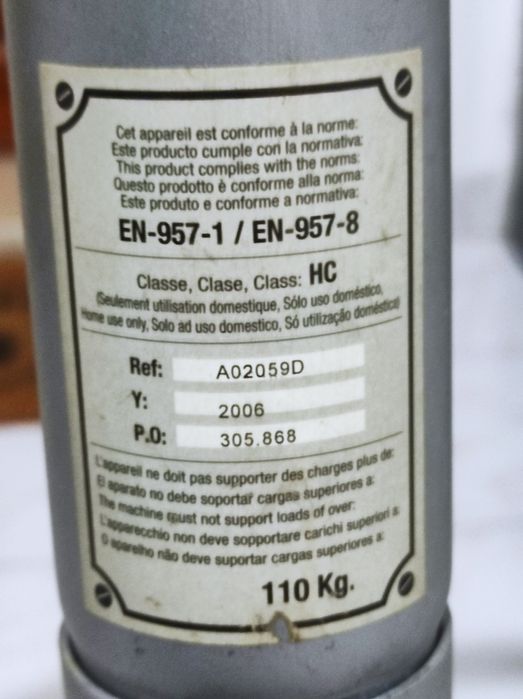 Cet appareil est conforme à la norme:
Este producto cumple con la normativa:
This product complies with the norms:
Questo prodotto è conforme alla norma:
Este produto e conforme a normativa:
EN-957-1 / EN-957-8
Classe, Clase, Class: HC
(Seulement utilisation domestique, Sólo uso doméstico,
Home use only, Solo ad uso domestico, Só utilização doméstica)
Ref: A02059D
Y: 2006
P.O: 305.868
L'appareil ne doit pas supporter des charges plus de:
El aparato no debe soportar cargas superiores a:
The machine must not support loads of over:
L'apparecchio non deve sopportare carichi superiori a:
O aparelho não deve suportar cargas superiores a:
110 Kg.